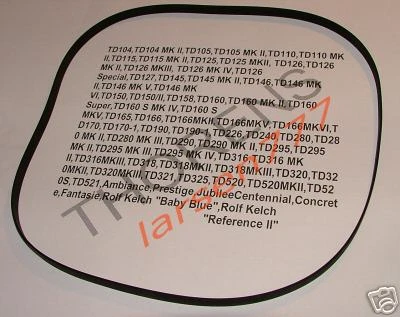 TD104,TD104 MK II,TD105,TD105 MK II,TD110,TD110 MK
II,TD115,TD115 MK II,TD125,TD125 MKII, TD126,TD126
MK II,TD126 MKIII, TD126 MK IV,TD126
Special,TD127,TD145,TD145 MK II,TD146,TD146 MK
II,TD146 MK V,TD146 MK
VI,TD150,TD150/II,TD158,TD160,TD160 MK II,TD160
Super,TD160 S MK IV,TD160 S
MKV,TD165,TD166,TD166MKII,TD166MKV,TD166MKVI,T
D170,TD170-1,TD190,TD190-1,TD226,TD240,TD280,TD28
0 MK II,TD280 MK III,TD290,TD290 MK II,TD295,TD295
MK II,TD295 MK III,TD295 MK IV,TD316,TD316 MK
II,TD316MKIII,TD318,TD318MKII,TD318MKIII,TD320,TD32
0MKII,TD320MKIII,TD321,TD325,TD520,TD520MKII,TD52
0S,TD521,Ambiance,Prestige,JubileeCentennial,Concret
e,Fantasie,Rolf Kelch "Baby Blue",Rolf Kelch
"Reference II"
THORENS
larsen777
eBay